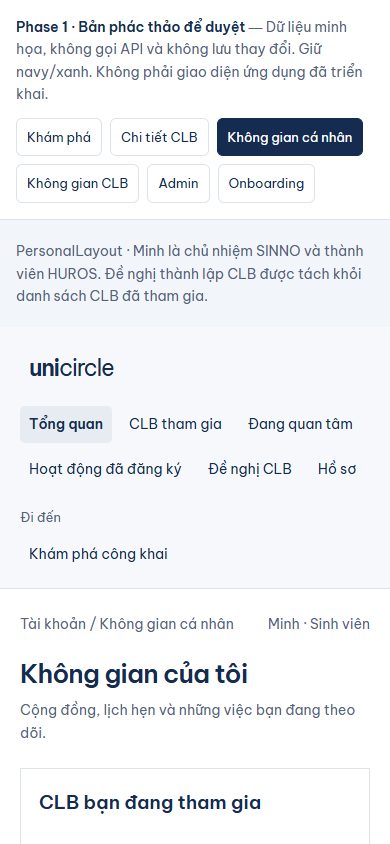 Phase 1 · Bản phác thảo để duyệt — Dữ liệu minh
họa, không gọi API và không lưu thay đổi. Giữ
navy/xanh. Không phải giao diện ứng dụng đã triển
khai.
Khám phá
Chi tiết CLB
Không gian cá nhân
Không gian CLB
Admin
Onboarding
PersonalLayout · Minh là chủ nhiệm SINNO và thành
viên HUROS. Đề nghị thành lập CLB được tách khỏi
danh sách CLB đã tham gia.
unicircle
Tổng quan
CLB tham gia
Đang quan tâm
Hoạt động đã đăng ký
Đề nghị CLB
Hồ sơ
Đi đến
Khám phá công khai
Tài khoản / Không gian cá nhân
Minh · Sinh viên
Không gian của tôi
Cộng đồng, lịch hẹn và những việc bạn đang theo
dõi.
CLB bạn đang tham gia